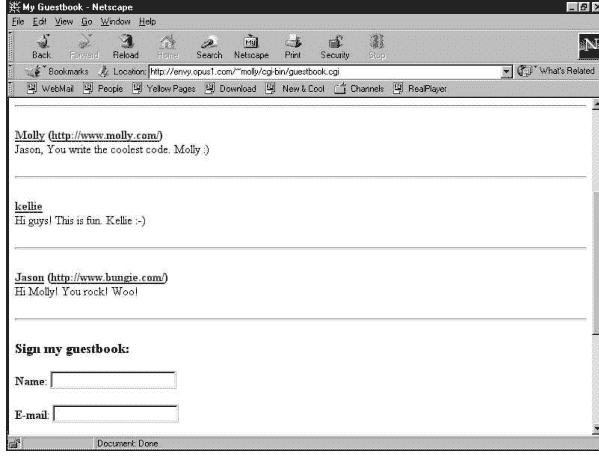 My Guestbook - Netscape
File Edit View Go Window Help
Back Forward Reload Home Search Netscape Print Security Stop
Bookmarks Location: http://envy.opus1.com/~molly/cgi-bin/guestbook.cgi What's Related
WebMail People Yellow Pages Download New & Cool Channels RealPlayer
Molly (http://www.molly.com/)
Jason, You write the coolest code. Molly :)
kellie
Hi guys! This is fun. Kellie :-)
Jason (http://www.bungie.com/)
Hi Molly! You rock! Woo!
Sign my guestbook:
Name:
E-mail:
Document: Done